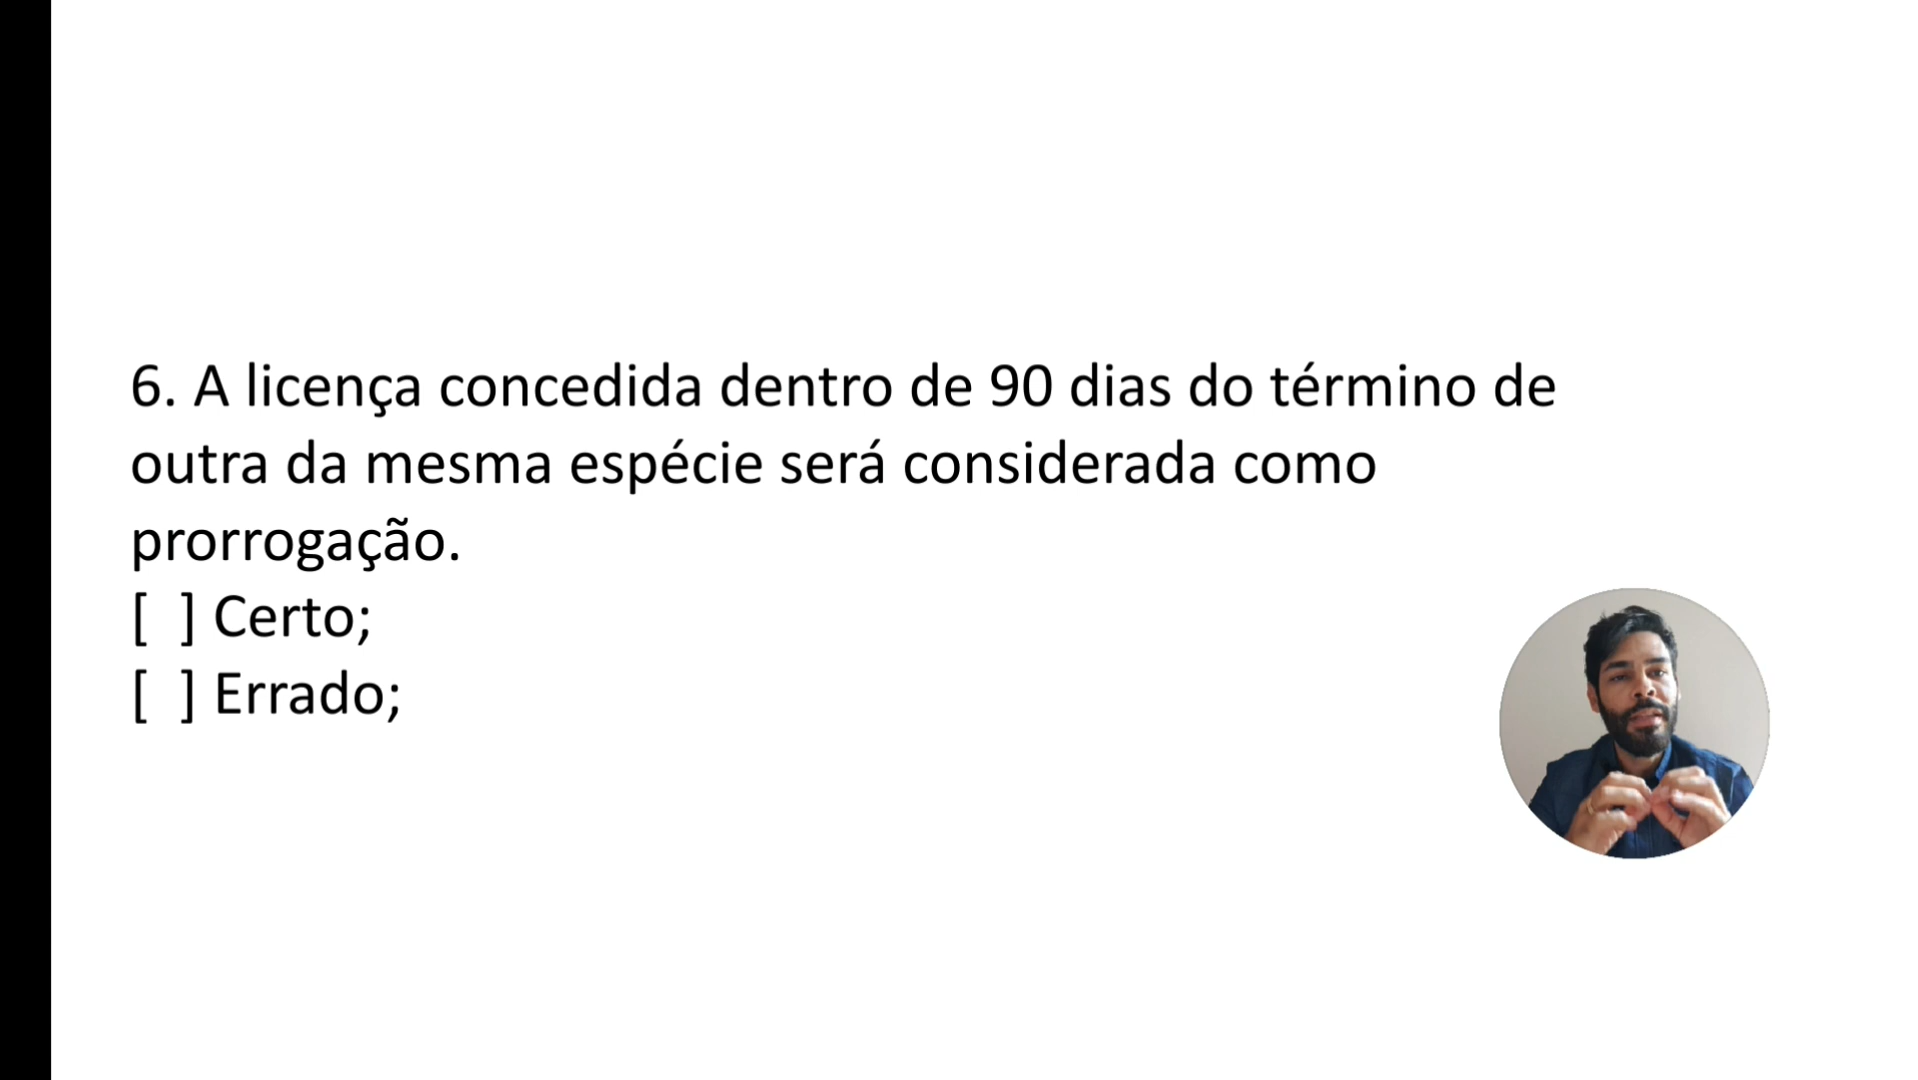 6. A licença concedida dentro de 90 dias do término de
outra da mesma espécie será considerada como
prorrogação.
[ ] Certo;
[ ] Errado;